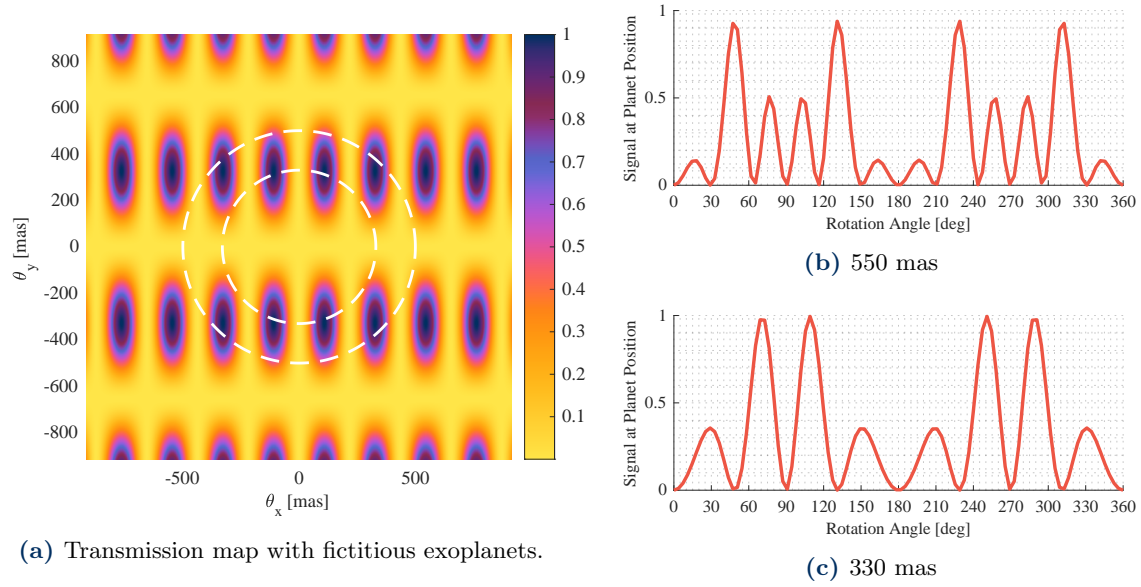 800
600
400
200
0
-200
-400
-600
-800
θy [mas]
-500
0
500
θx [mas]
1
0.9
0.8
0.7
0.6
0.5
0.4
0.3
0.2
0.1
(a) Transmission map with fictitious exoplanets.
1
0.5
0
Signal at Planet Position
0 30 60 90 120 150 180 210 240 270 300 330 360
Rotation Angle [deg]
(b) 550 mas
1
0.5
0
Signal at Planet Position
0 30 60 90 120 150 180 210 240 270 300 330 360
Rotation Angle [deg]
(c) 330 mas